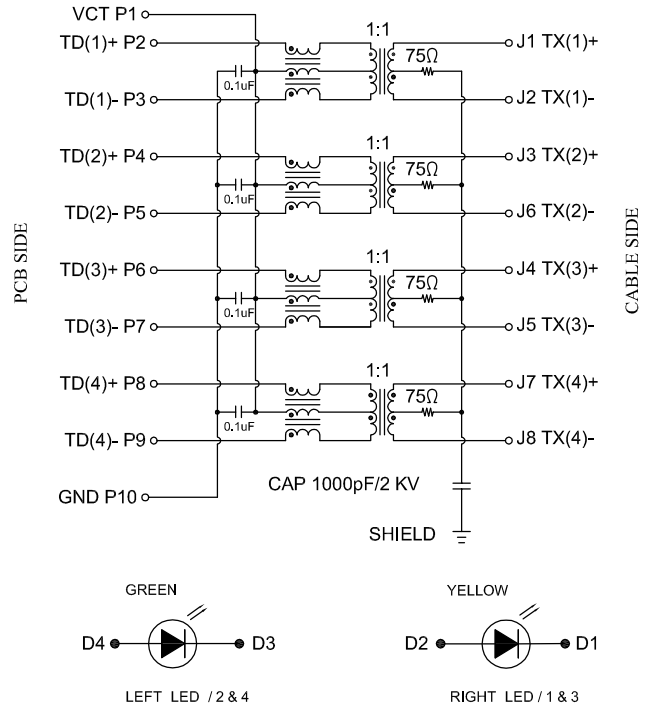 VCT P1
1:1
TD(1)+ P2
J1 TX(1)+
75Ω
0.1uF
TD(1)- P3
J2 TX(1)-
1:1
TD(2)+ P4
J3 TX(2)+
75Ω
0.1uF
TD(2)- P5
J6 TX(2)-
PCB SIDE
CABLE SIDE
1:1
TD(3)+ P6
J4 TX(3)+
75Ω
0.1uF
TD(3)- P7
J5 TX(3)-
1:1
TD(4)+ P8
J7 TX(4)+
75Ω
0.1uF
TD(4)- P9
J8 TX(4)-
CAP 1000pF/2 KV
GND P10
SHIELD
GREEN
YELLOW
D4
D3
D2
D1
LEFT LED / 2 & 4
RIGHT LED / 1 & 3